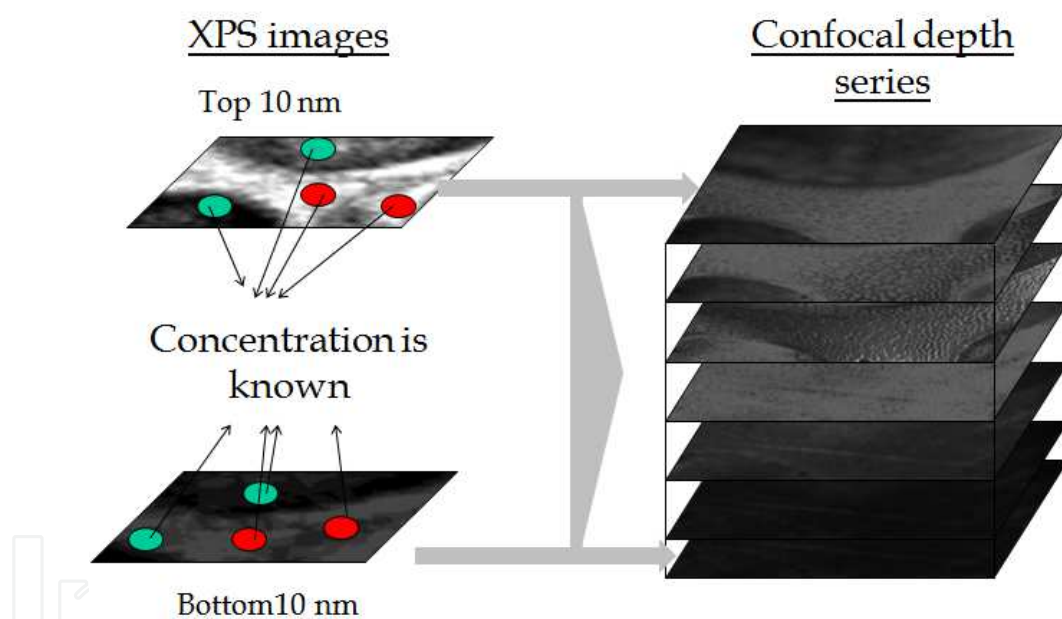 XPS images
Confocal depth
series
Top 10 nm
Concentration is
known
Bottom10 nm